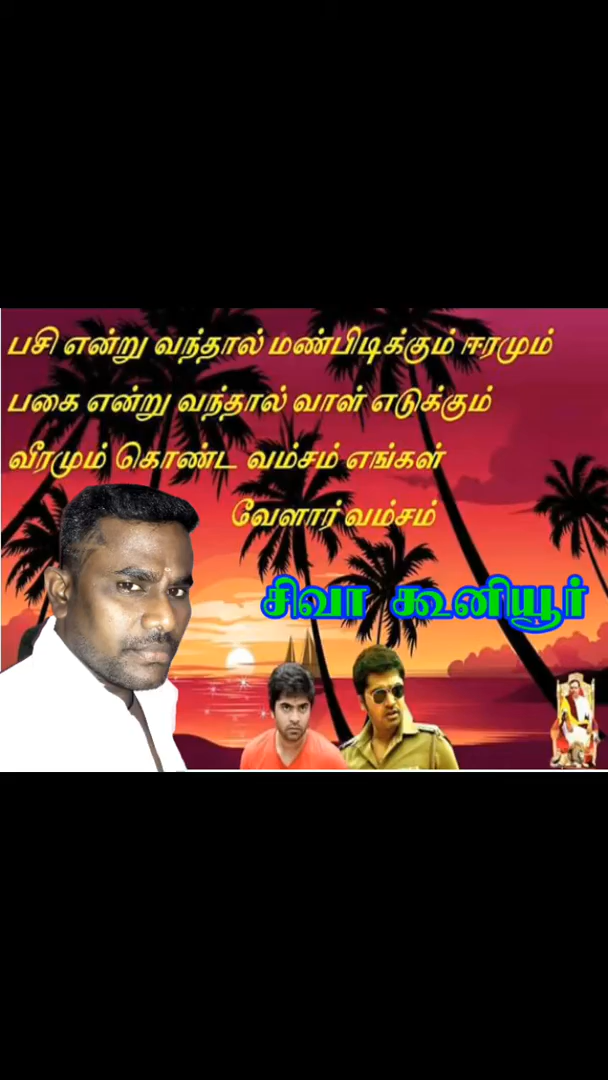 பசி என்று வந்தால் மண்பிடிக்கும் ஈரமும்
பகை என்று வந்தால் வாள் எடுக்கும்
வீரமும் கொண்ட வம்சம் எங்கள்
வேளார் வம்சம்
சிவா கூனியூர்